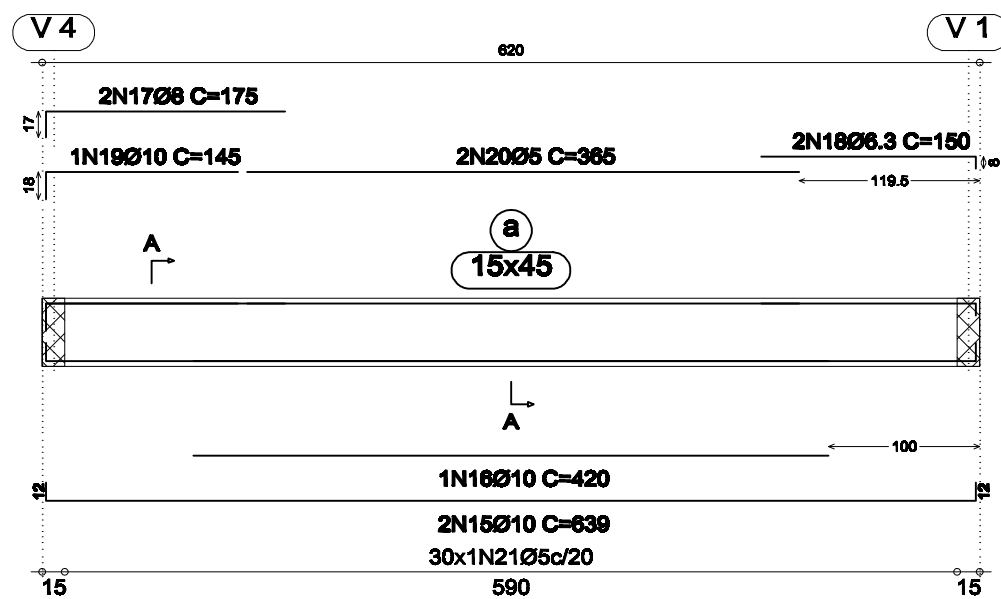 V 4
V 1
620
2N17Ø8 C=175
17
1N19Ø10 C=145
2N20Ø5 C=365
2N18Ø6.3 C=150
18
8
119.5
a
15x45
A
A
100
1N16Ø10 C=420
12
12
2N15Ø10 C=639
30x1N21Ø5c/20
15
590
15